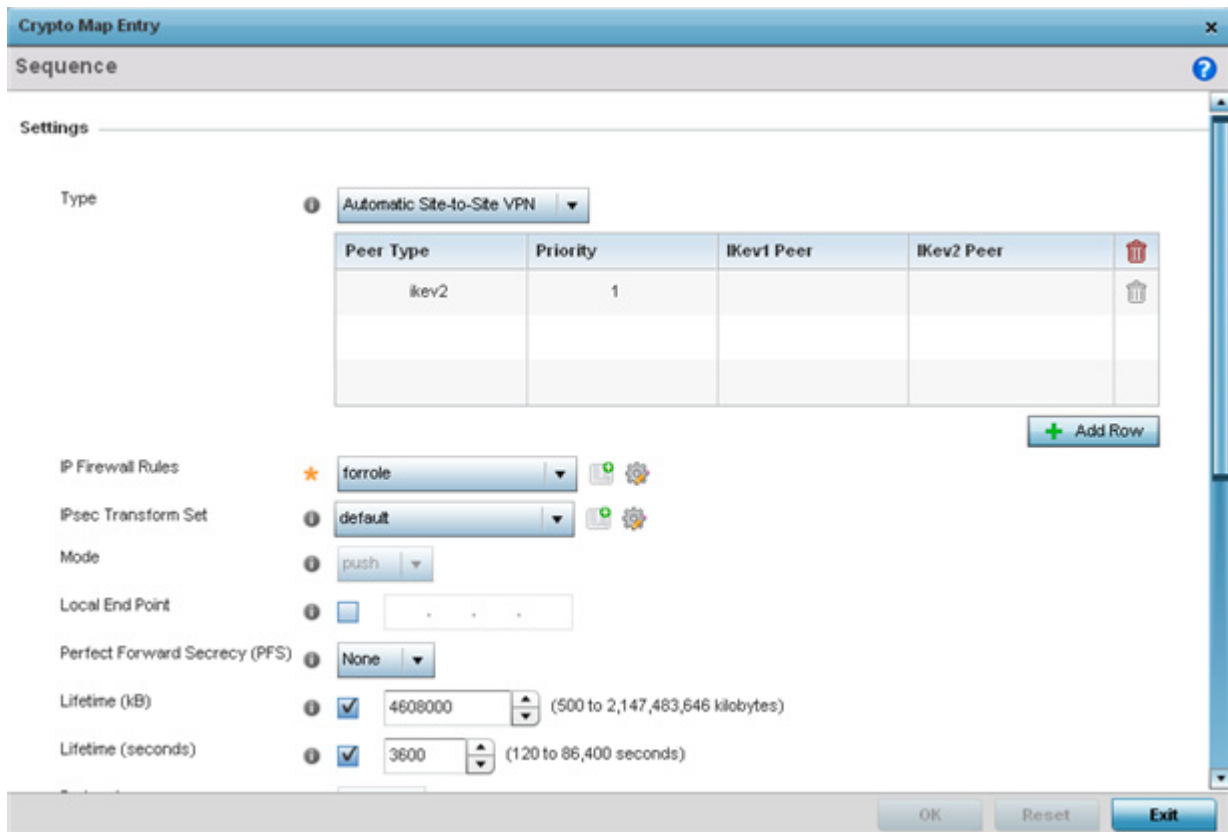 Crypto Map Entry
Sequence
Settings
Type
Automatic Site-to-Site VPN
Peer Type Priority IKev1 Peer IKev2 Peer
ikev2 1
Add Row
IP Firewall Rules * forrole
IPsec Transform Set default
Mode push
Local End Point . . .
Perfect Forward Secrecy (PFS) None
Lifetime (kB) 4608000 (500 to 2,147,483,646 kilobytes)
Lifetime (seconds) 3600 (120 to 86,400 seconds)
OK Reset Exit